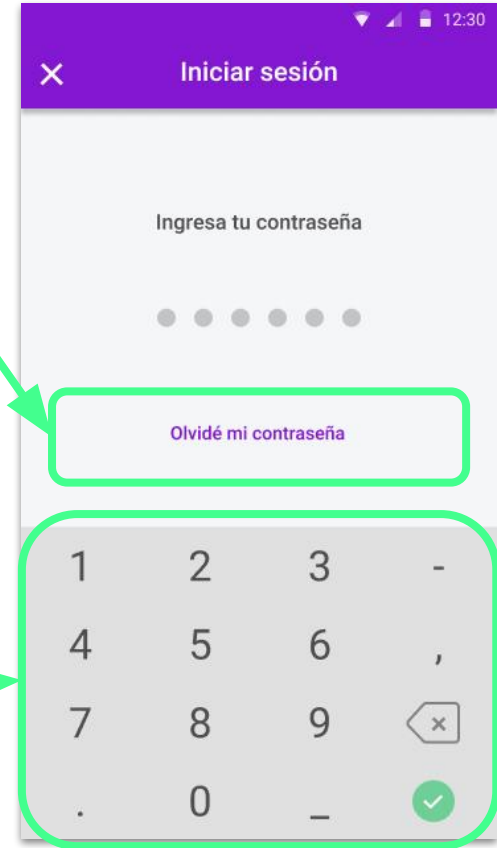 12:30
Iniciar sesión
Ingresa tu contraseña
Olvidé mi contraseña
1 2 3 -
4 5 6 ,
7 8 9
. 0 _